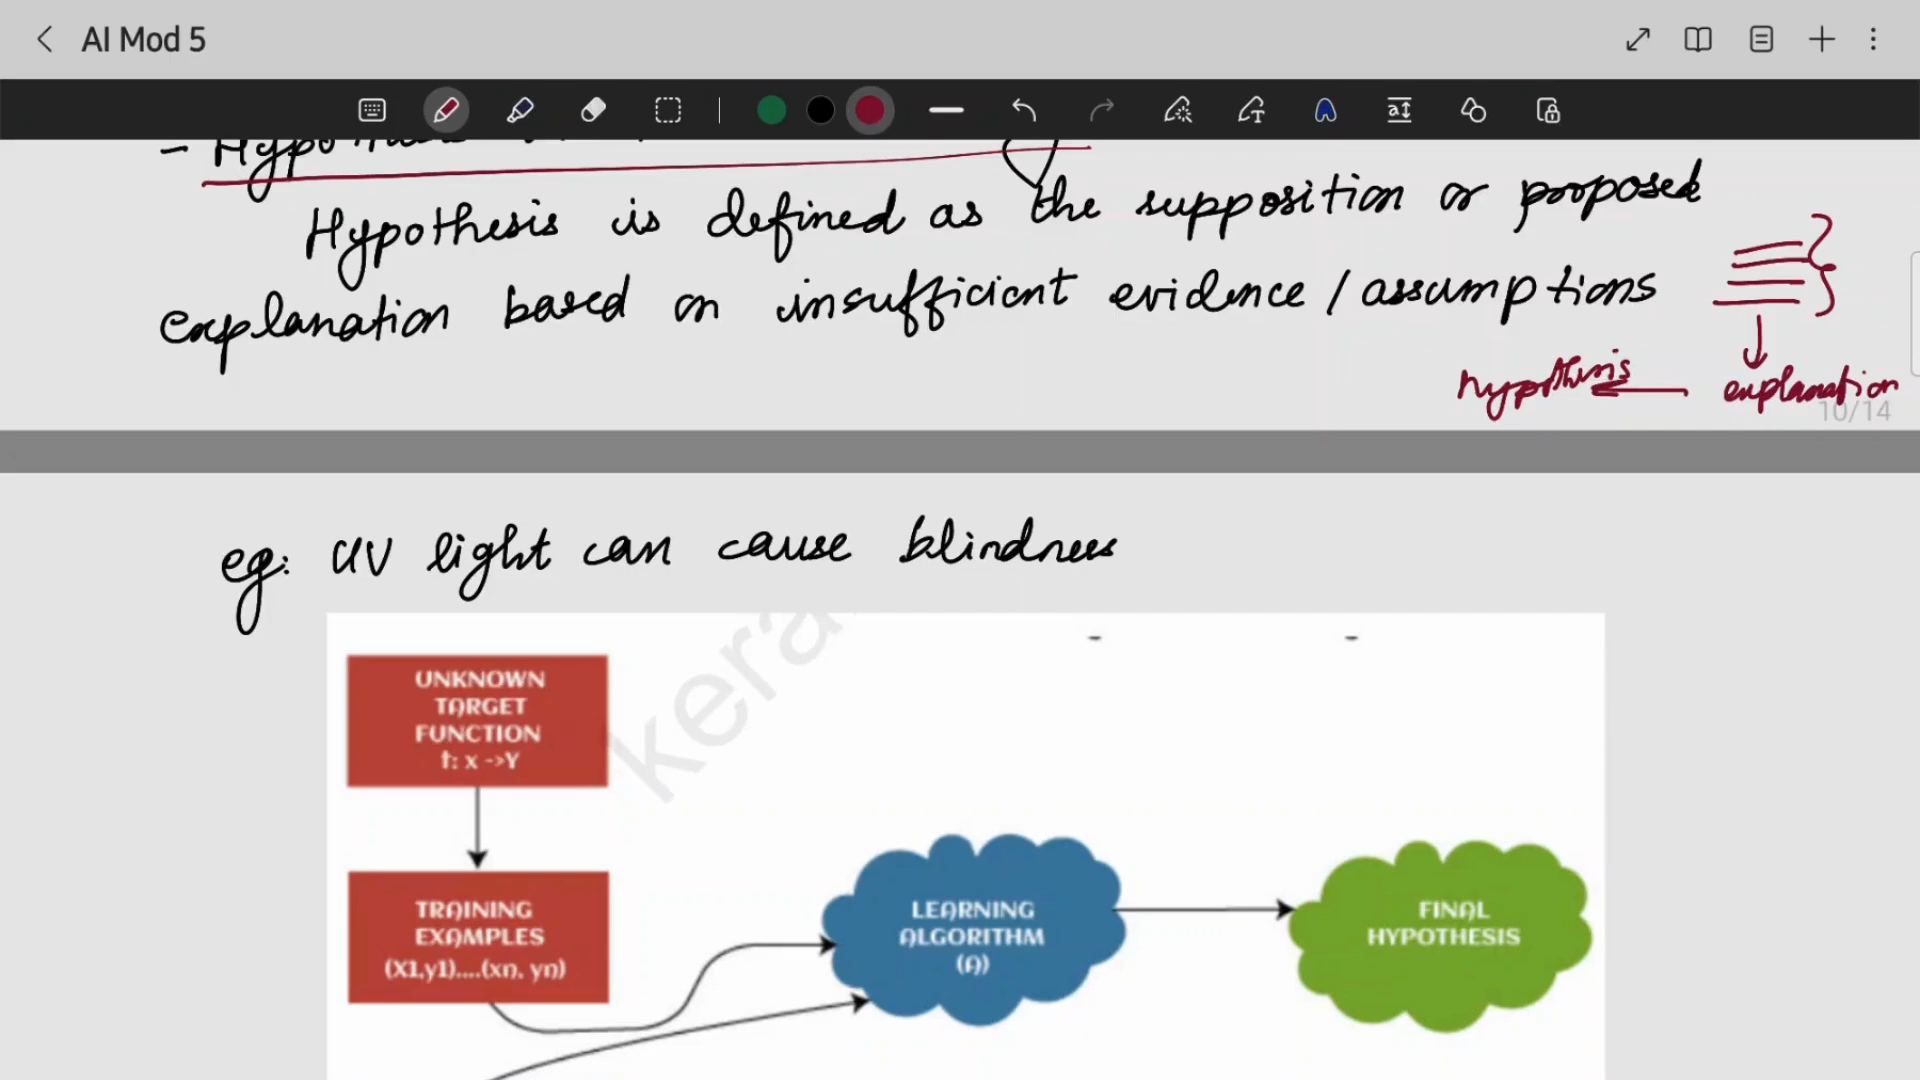 AI Mod 5
Hypothesis is defined as the supposition or proposed
explanation based on insufficient evidence / assumptions
explanation
hypothesis
10/14
eg: UV light can cause blindness
kera
UNKNOWN
TARGET
FUNCTION
f: x ->Y
TRAINING
EXAMPLES
(X1,y1)....(xn, yn)
LEARNING
ALGORITHM
(A)
FINAL
HYPOTHESIS